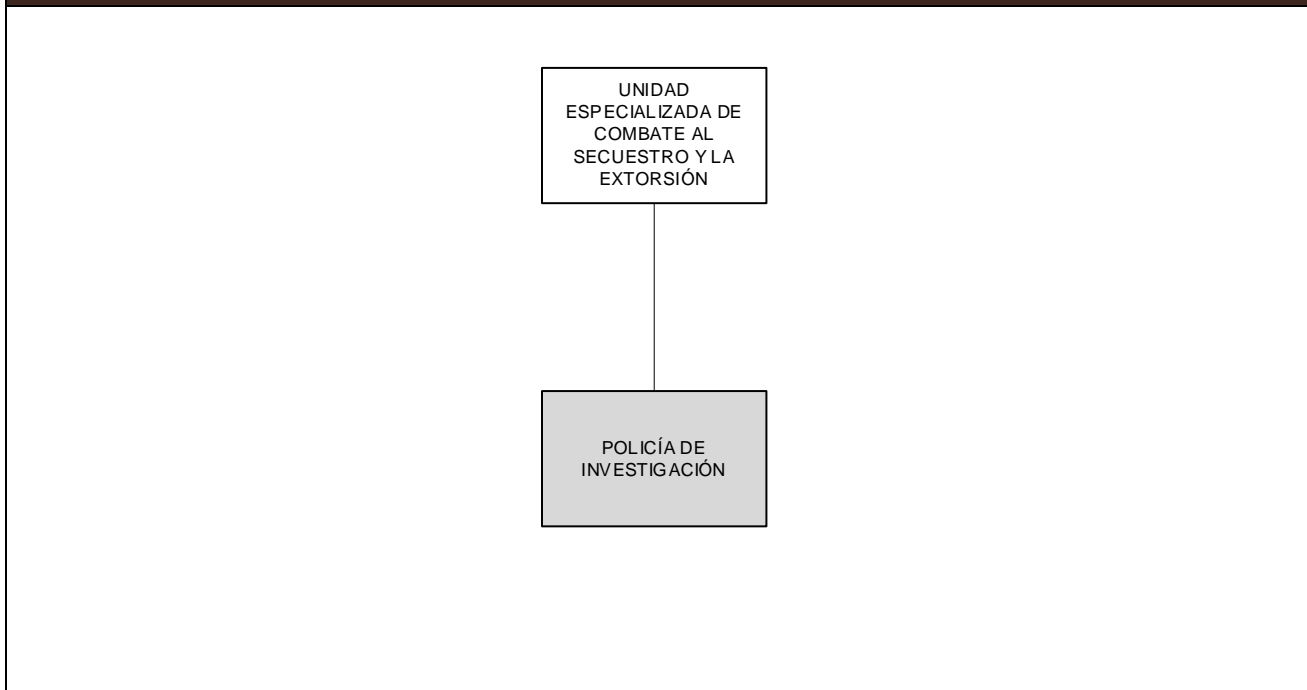 UNIDAD
ESPECIALIZADA DE
COMBATE AL
SECUESTRO Y LA
EXTORSIÓN
POLICÍA DE
INVESTIGACIÓN